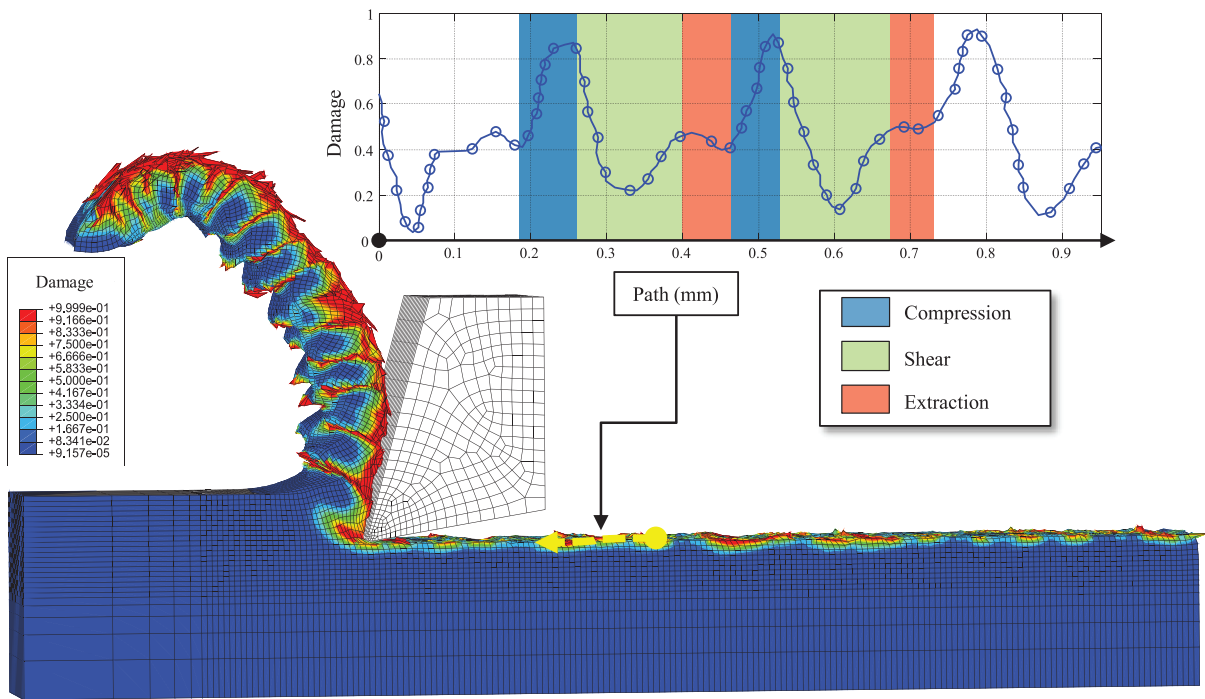 1
0.8
0.6
0.4
0.2
0
Damage
0 0.1 0.2 0.3 0.4 0.5 0.6 0.7 0.8 0.9
Path (mm)
Compression
Shear
Extraction
Damage
+9,999e-01
+9,166e-01
+8,333e-01
+7,500e-01
+6,666e-01
+5,833e-01
+5,000e-01
+4,167e-01
+3,334e-01
+2,500e-01
+1,667e-01
+8,341e-02
+9,157e-05